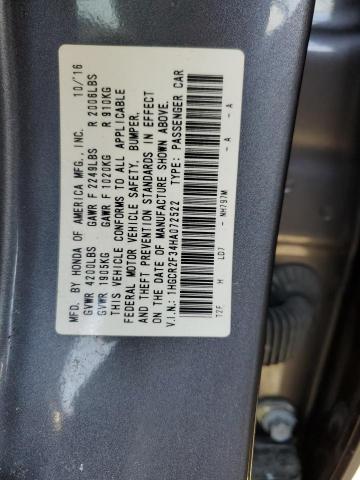 MFD. BY HONDA OF AMERICA MFG., INC. 10/'16
GVWR 4200LBS GAWR F 2249LBS R 2006LBS
GVWR 1905KG GAWR F 1020KG R 910KG
THIS VEHICLE CONFORMS TO ALL APPLICABLE
FEDERAL MOTOR VEHICLE SAFETY, BUMPER,
AND THEFT PREVENTION STANDARDS IN EFFECT
ON THE DATE OF MANUFACTURE SHOWN ABOVE.
V.I.N.: 1HGCR2F34HA072522 TYPE: PASSENGER CAR
T2F H LD7 - NH797M - A - A